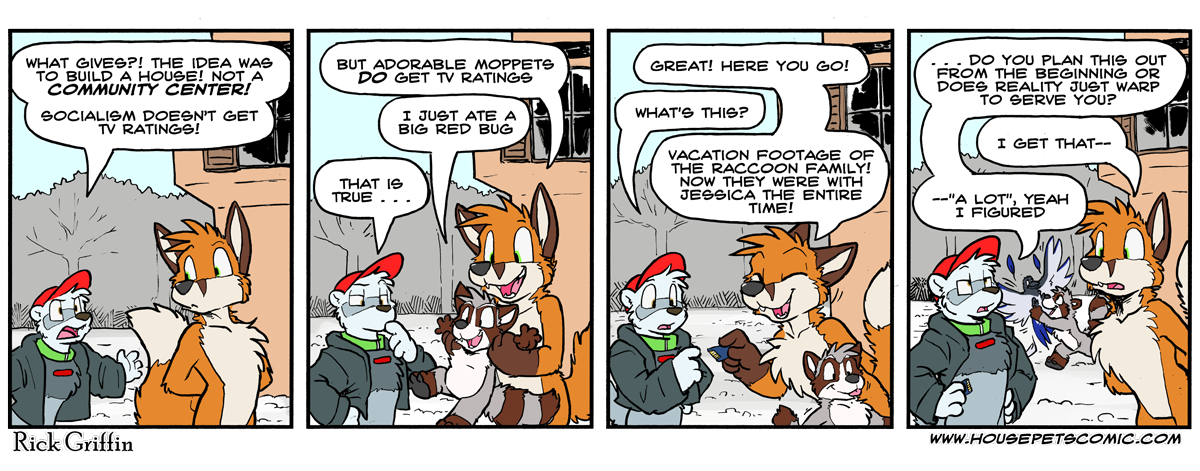 WHAT GIVES?! THE IDEA WAS
TO BUILD A HOUSE! NOT A
COMMUNITY CENTER!
SOCIALISM DOESN'T GET
TV RATINGS!
BUT ADORABLE MOPPETS
DO GET TV RATINGS
I JUST ATE A
BIG RED BUG
THAT IS
TRUE . . .
GREAT! HERE YOU GO!
WHAT'S THIS?
VACATION FOOTAGE OF
THE RACCOON FAMILY!
NOW THEY WERE WITH
JESSICA THE ENTIRE
TIME!
. . . DO YOU PLAN THIS OUT
FROM THE BEGINNING OR
DOES REALITY JUST WARP
TO SERVE YOU?
I GET THAT--
--"A LOT", YEAH
I FIGURED
Rick Griffin
WWW.HOUSEPETSCOMIC.COM